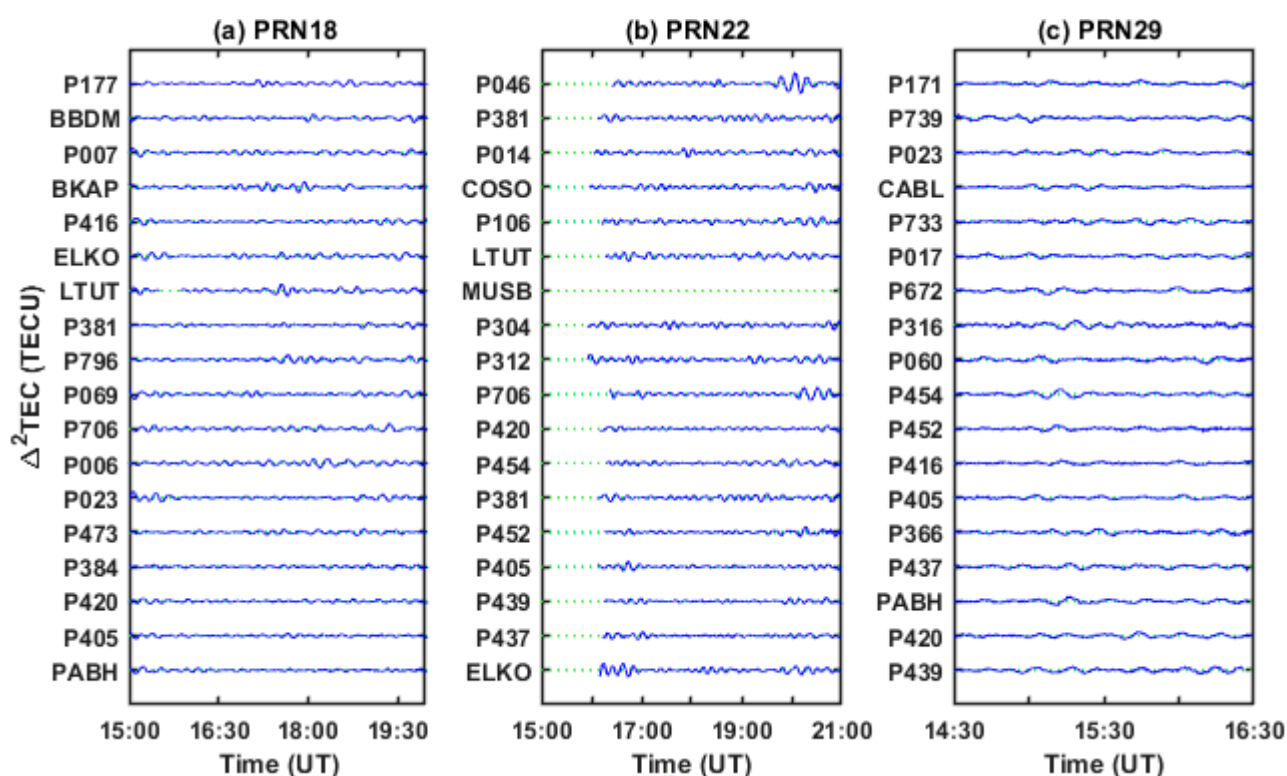 (a) PRN18
P177
BBDM
P007
BKAP
P416
ELKO
LTUT
P381
P796
P069
P706
P006
P023
P473
P384
P420
P405
PABH
15:00 16:30 18:00 19:30
Time (UT)
Δ²TEC (TECU)
(b) PRN22
P046
P381
P014
COSO
P106
LTUT
MUSB
P304
P312
P706
P420
P454
P381
P452
P405
P439
P437
ELKO
15:00 17:00 19:00 21:00
Time (UT)
(c) PRN29
P171
P739
P023
CABL
P733
P017
P672
P316
P060
P454
P452
P416
P405
P366
P437
PABH
P420
P439
14:30 15:30 16:30
Time (UT)